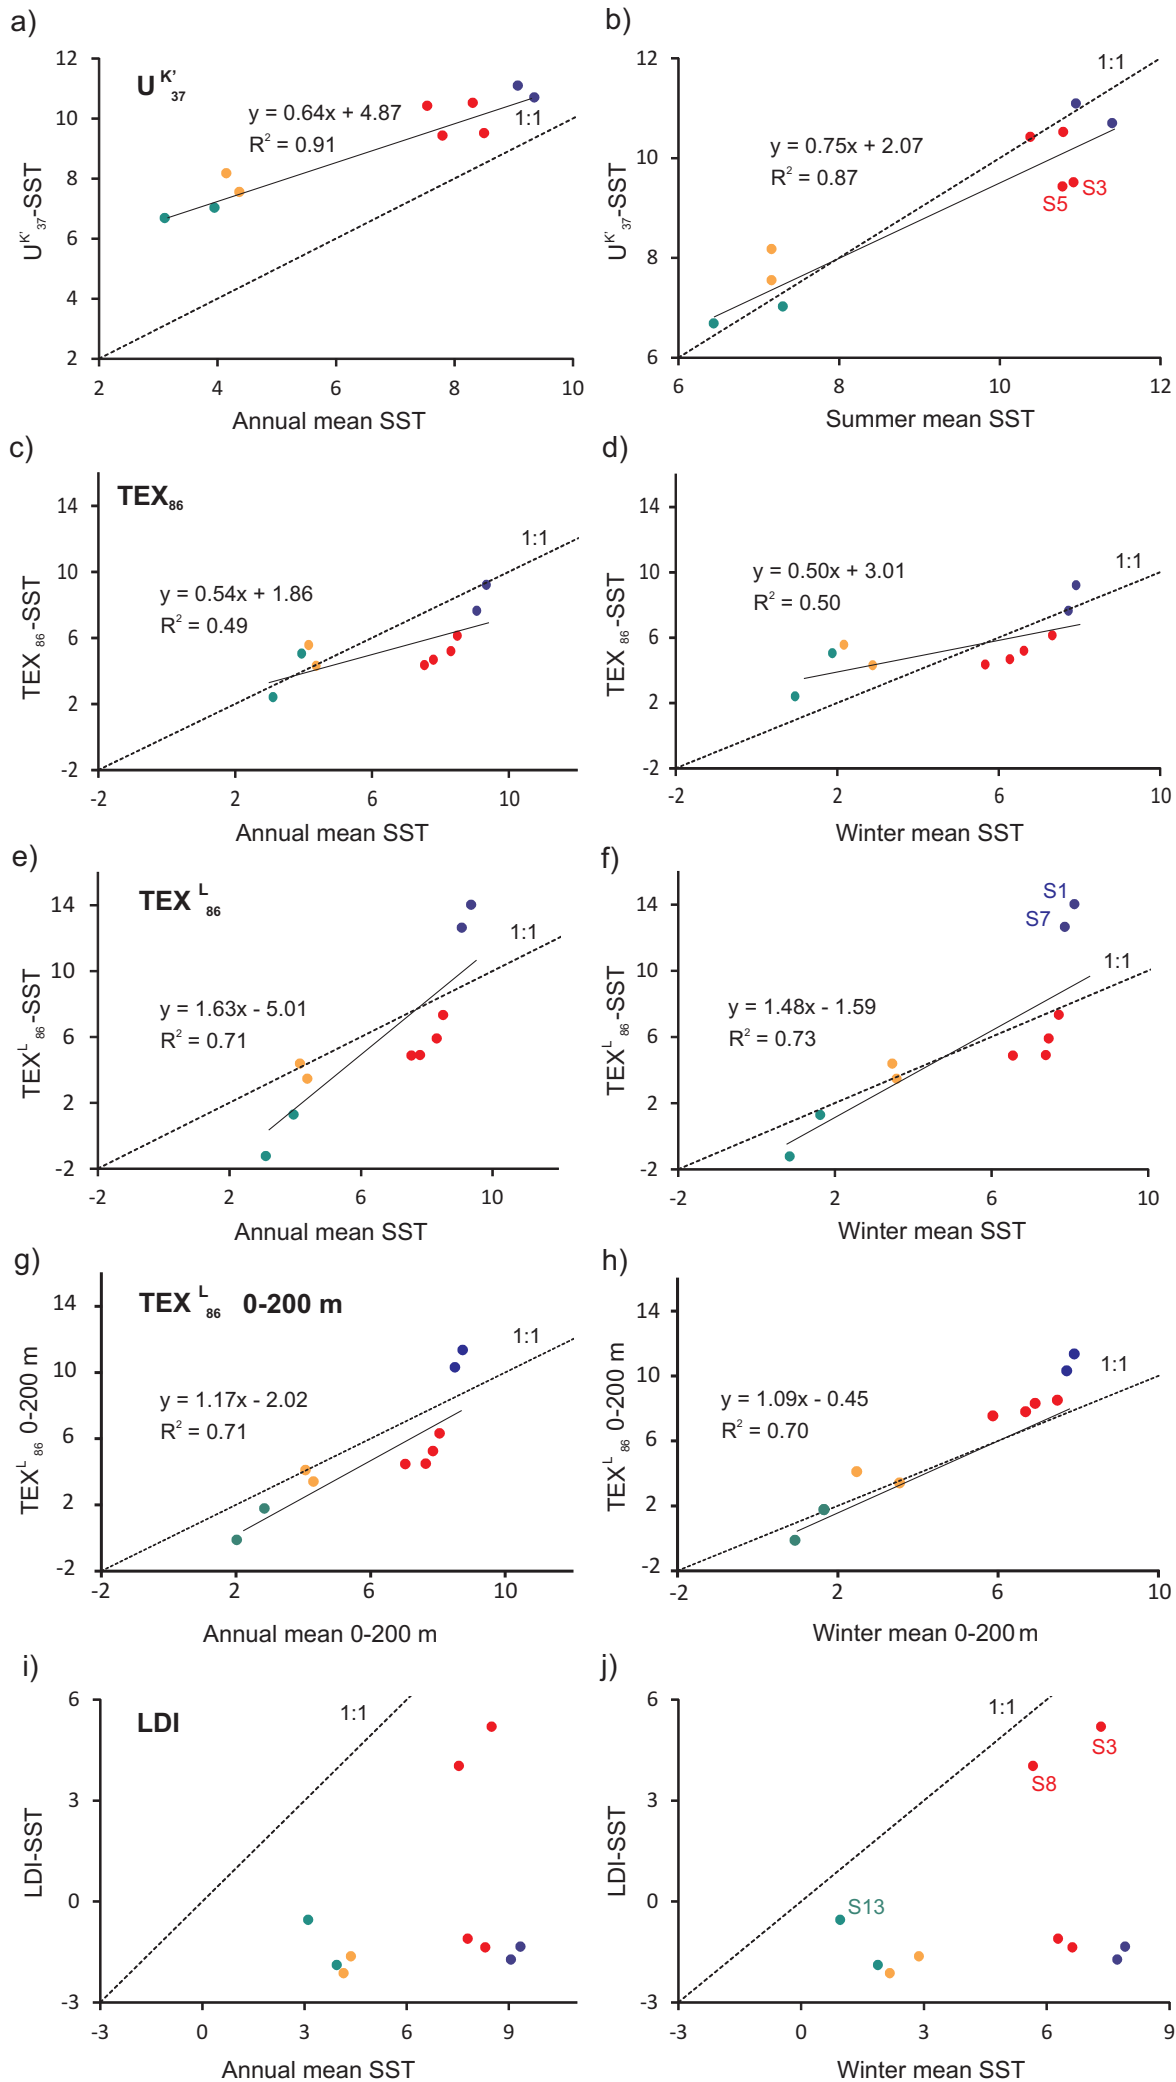 a)
U K' 37
y = 0.64x + 4.87
R² = 0.91
1:1
12
10
8
6
4
2
2 4 6 8 10
U K' 37-SST
Annual mean SST
b)
1:1
y = 0.75x + 2.07
R² = 0.87
S5 S3
12
10
8
6
6 8 10 12
U K' 37-SST
Summer mean SST
c)
TEX86
1:1
y = 0.54x + 1.86
R² = 0.49
14
10
6
2
-2
-2 2 6 10
TEX 86-SST
Annual mean SST
d)
1:1
y = 0.50x + 3.01
R² = 0.50
14
10
6
2
-2
-2 2 6 10
TEX 86-SST
Winter mean SST
e)
TEX L 86
1:1
y = 1.63x - 5.01
R² = 0.71
14
10
6
2
-2
-2 2 6 10
TEX L 86-SST
Annual mean SST
f)
S1
S7
1:1
y = 1.48x - 1.59
R² = 0.73
14
10
6
2
-2
-2 2 6 10
TEX L 86-SST
Winter mean SST
g)
TEX L 86 0-200 m
1:1
y = 1.17x - 2.02
R² = 0.71
14
10
6
2
-2
-2 2 6 10
TEX L 86 0-200 m
Annual mean 0-200 m
h)
1:1
y = 1.09x - 0.45
R² = 0.70
14
10
6
2
-2
-2 2 6 10
TEX L 86 0-200 m
Winter mean 0-200 m
i)
LDI
1:1
6
3
0
-3
-3 0 3 6 9
LDI-SST
Annual mean SST
j)
1:1
S3
S8
S13
6
3
0
-3
-3 0 3 6 9
LDI-SST
Winter mean SST